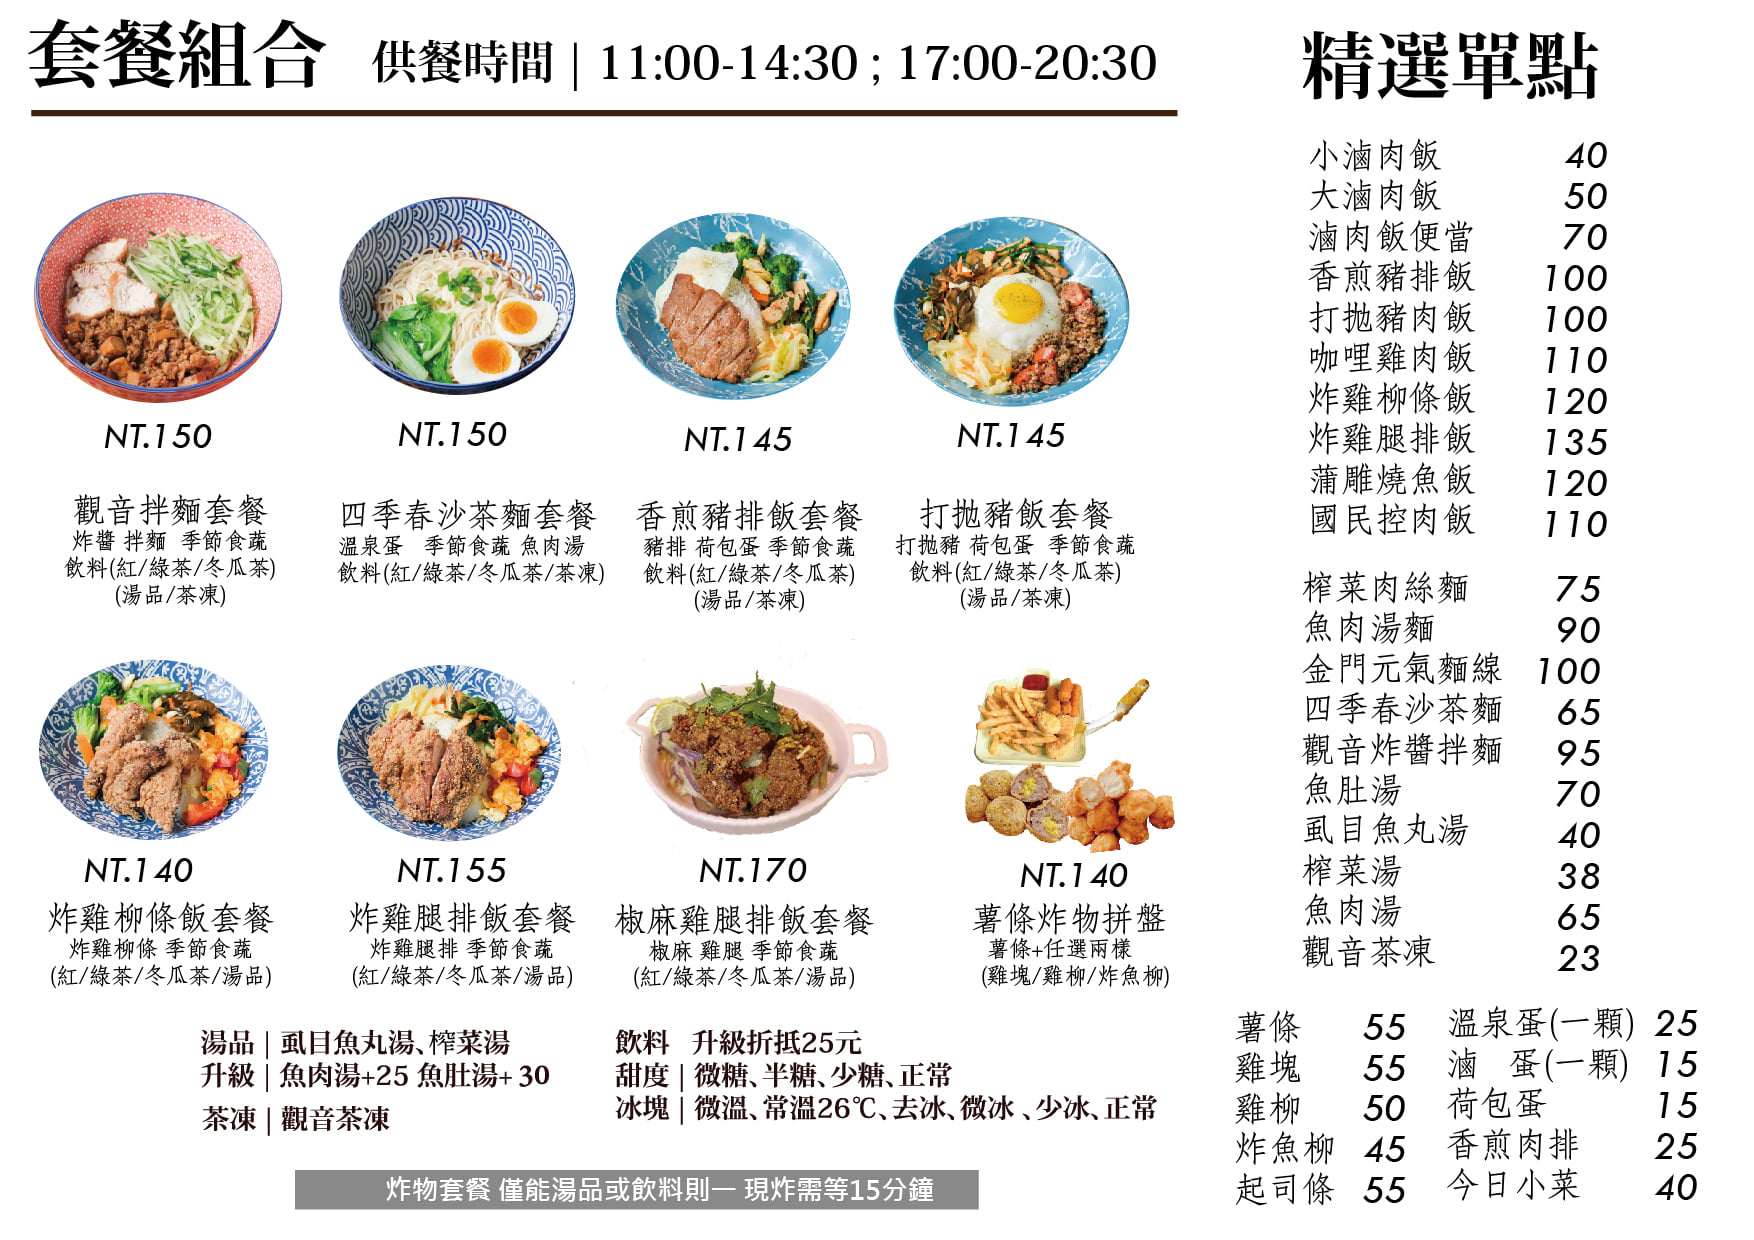 套餐組合 供餐時間 | 11:00-14:30 ; 17:00-20:30
NT.150
觀音拌麵套餐
炸醬 拌麵 季節食蔬
飲料(紅/綠茶/冬瓜茶)
(湯品/茶凍)
NT.150
四季春沙茶麵套餐
溫泉蛋 季節食蔬 魚肉湯
飲料(紅/綠茶/冬瓜茶/茶凍)
NT.145
香煎豬排飯套餐
豬排 荷包蛋 季節食蔬
飲料(紅/綠茶/冬瓜茶)
(湯品/茶凍)
NT.145
打拋豬飯套餐
打拋豬 荷包蛋 季節食蔬
飲料(紅/綠茶/冬瓜茶)
(湯品/茶凍)
NT.140
炸雞柳條飯套餐
炸雞柳條 季節食蔬
(紅/綠茶/冬瓜茶/湯品)
NT.155
炸雞腿排飯套餐
炸雞腿排 季節食蔬
(紅/綠茶/冬瓜茶/湯品)
NT.170
椒麻雞腿排飯套餐
椒麻 雞腿 季節食蔬
(紅/綠茶/冬瓜茶/湯品)
NT.140
薯條炸物拼盤
薯條+任選兩樣
(雞塊/雞柳/炸魚柳)
湯品 | 虱目魚丸湯、榨菜湯
升級 | 魚肉湯+25 魚肚湯+ 30
茶凍 | 觀音茶凍
飲料 升級折抵25元
甜度 | 微糖、半糖、少糖、正常
冰塊 | 微溫、常溫26℃、去冰、微冰 、少冰、正常
炸物套餐 僅能湯品或飲料則一 現炸需等15分鐘
精選單點
小滷肉飯 40
大滷肉飯 50
滷肉飯便當 70
香煎豬排飯 100
打拋豬肉飯 100
咖哩雞肉飯 110
炸雞柳條飯 120
炸雞腿排飯 135
蒲雕燒魚飯 120
國民控肉飯 110
榨菜肉絲麵 75
魚肉湯麵 90
金門元氣麵線 100
四季春沙茶麵 65
觀音炸醬拌麵 95
魚肚湯 70
虱目魚丸湯 40
榨菜湯 38
魚肉湯 65
觀音茶凍 23
薯條 55 溫泉蛋(一顆) 25
雞塊 55 滷 蛋(一顆) 15
雞柳 50 荷包蛋 15
炸魚柳 45 香煎肉排 25
起司條 55 今日小菜 40